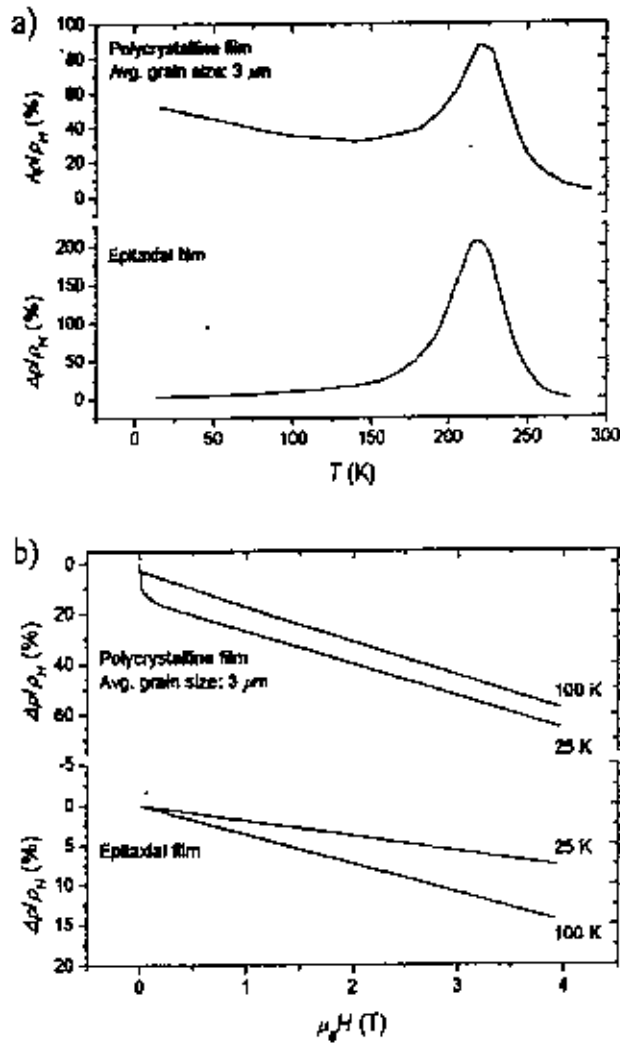 a)
Polycrystalline film
Avg. grain size: 3 μm
Δρ/ρH (%)
100
80
60
40
20
0
Epitaxial film
Δρ/ρH (%)
200
150
100
50
0
0 50 100 150 200 250 300
T (K)
b)
Δρ/ρH (%)
0
20
40
60
Polycrystalline film
Avg. grain size: 3 μm
100 K
25 K
Δρ/ρH (%)
-5
0
5
10
15
20
Epitaxial film
25 K
100 K
0 1 2 3 4
μ0H (T)